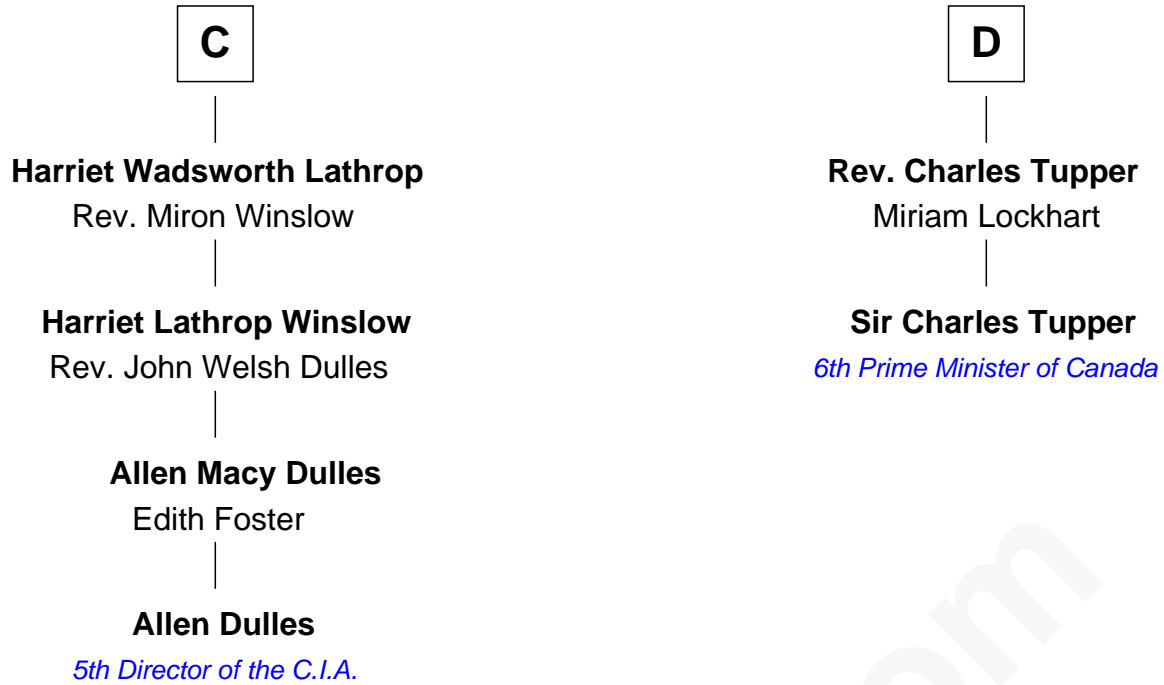 C
Harriet Wadsworth Lathrop
Rev. Miron Winslow
Harriet Lathrop Winslow
Rev. John Welsh Dulles
Allen Macy Dulles
Edith Foster
Allen Dulles
5th Director of the C.I.A.
D
Rev. Charles Tupper
Miriam Lockhart
Sir Charles Tupper
6th Prime Minister of Canada
om